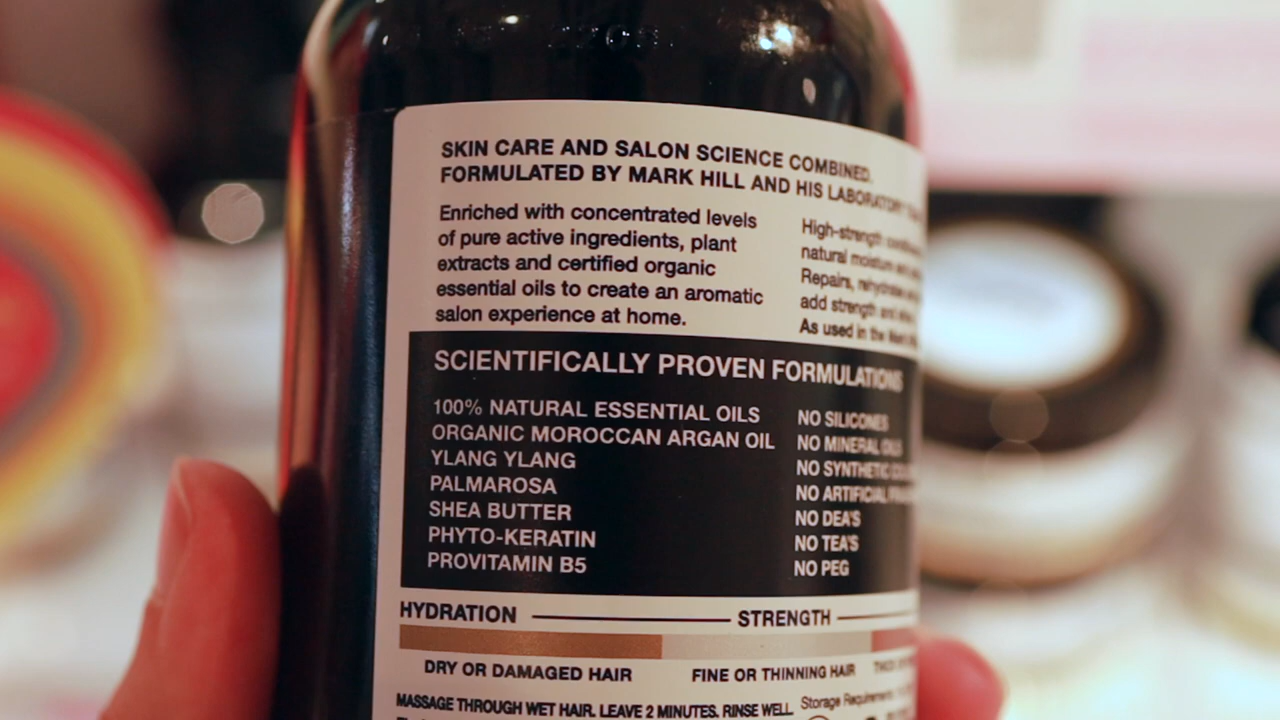 SKIN CARE AND SALON SCIENCE COMBINED.
FORMULATED BY MARK HILL AND HIS LABORATORY
Enriched with concentrated levels
of pure active ingredients, plant
extracts and certified organic
essential oils to create an aromatic
salon experience at home.
High-strength
natural moisture
Repairs,
add strength and
As used in the
SCIENTIFICALLY PROVEN FORMULATIONS
100% NATURAL ESSENTIAL OILS
ORGANIC MOROCCAN ARGAN OIL
YLANG YLANG
PALMAROSA
SHEA BUTTER
PHYTO-KERATIN
PROVITAMIN B5
NO SILICONES
NO MINERAL OILS
NO SYNTHETIC
NO ARTIFICIAL
NO DEA'S
NO TEA'S
NO PEG
HYDRATION
STRENGTH
DRY OR DAMAGED HAIR
FINE OR THINNING HAIR
MASSAGE THROUGH WET HAIR. LEAVE 2 MINUTES. RINSE WELL.
Storage Requirements